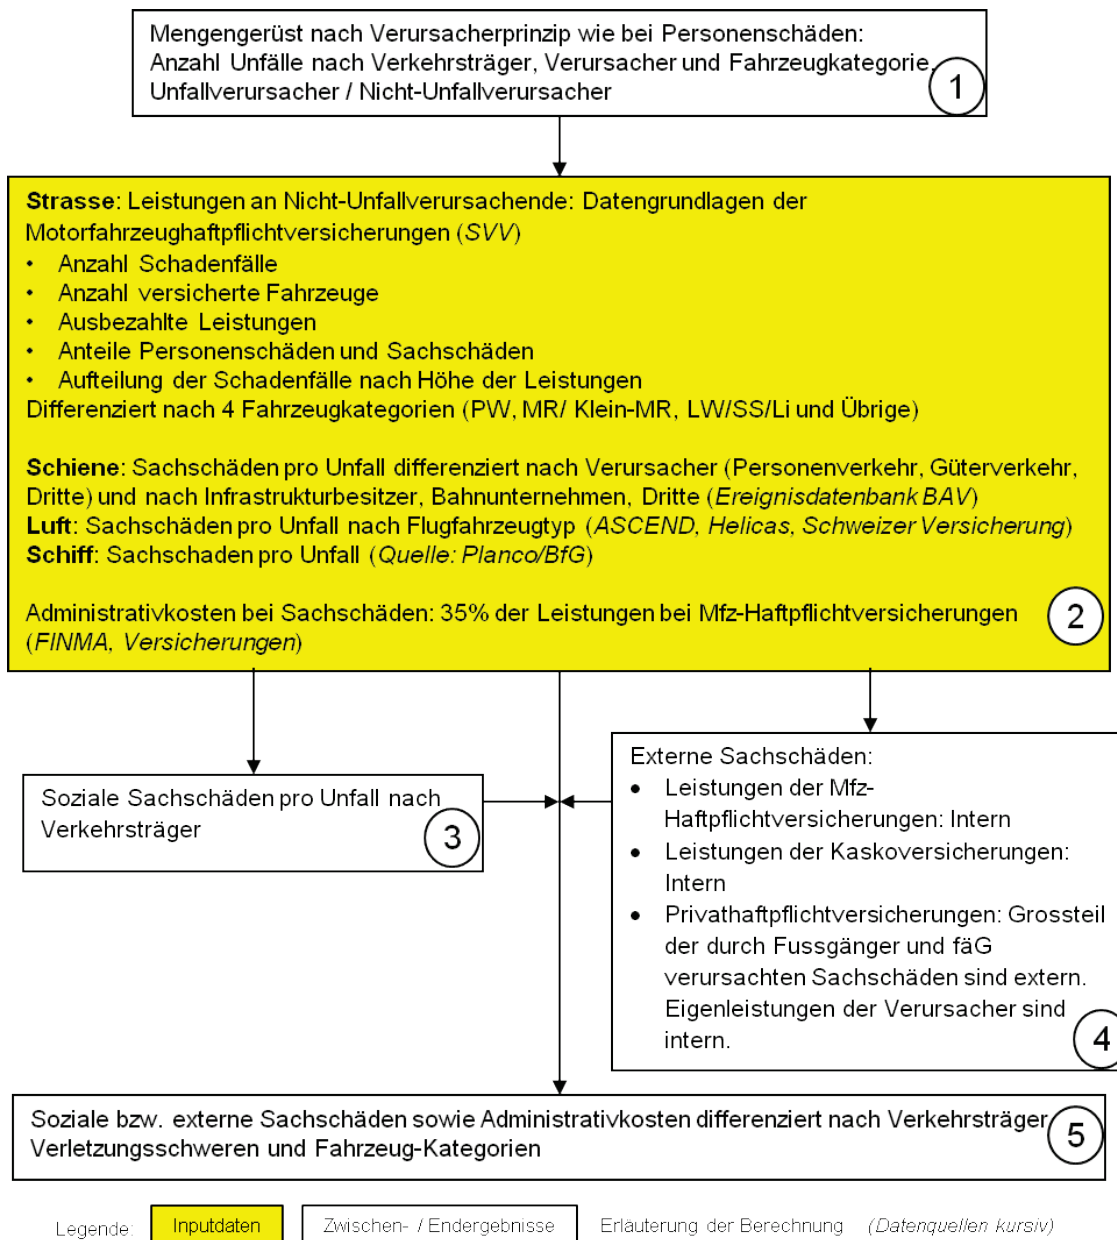 Mengengerüst nach Verursacherprinzip wie bei Personenschäden:
Anzahl Unfälle nach Verkehrsträger, Verursacher und Fahrzeugkategorie,
Unfallverursacher / Nicht-Unfallverursacher
1
Strasse: Leistungen an Nicht-Unfallverursachende: Datengrundlagen der
Motorfahrzeughaftpflichtversicherungen (SVV)
• Anzahl Schadenfälle
• Anzahl versicherte Fahrzeuge
• Ausbezahlte Leistungen
• Anteile Personenschäden und Sachschäden
• Aufteilung der Schadenfälle nach Höhe der Leistungen
Differenziert nach 4 Fahrzeugkategorien (PW, MR/ Klein-MR, LW/SS/Li und Übrige)
Schiene: Sachschäden pro Unfall differenziert nach Verursacher (Personenverkehr, Güterverkehr,
Dritte) und nach Infrastrukturbesitzer, Bahnunternehmen, Dritte (Ereignisdatenbank BAV)
Luft: Sachschäden pro Unfall nach Flugfahrzeugtyp (ASCEND, Helicas, Schweizer Versicherung)
Schiff: Sachschaden pro Unfall (Quelle: Planco/BfG)
Administrativkosten bei Sachschäden: 35% der Leistungen bei Mfz-Haftpflichtversicherungen
(FINMA, Versicherungen)
2
Soziale Sachschäden pro Unfall nach
Verkehrsträger
3
Externe Sachschäden:
• Leistungen der Mfz-
Haftpflichtversicherungen: Intern
• Leistungen der Kaskoversicherungen:
Intern
• Privathaftpflichtversicherungen: Grossteil
der durch Fussgänger und fäG
verursachten Sachschäden sind extern.
Eigenleistungen der Verursacher sind
intern.
4
Soziale bzw. externe Sachschäden sowie Administrativkosten differenziert nach Verkehrsträger
Verletzungsschweren und Fahrzeug-Kategorien
5
Legende: Inputdaten Zwischen- / Endergebnisse Erläuterung der Berechnung (Datenquellen kursiv)